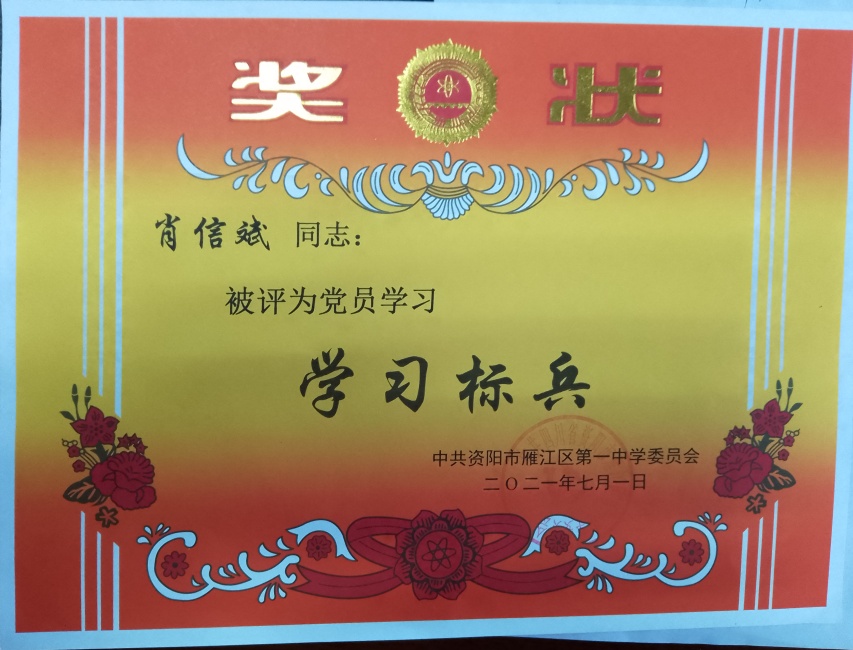 奖 状
肖信斌 同志：
被评为党员学习
学习标兵
中共资阳市雁江区第一中学委员会
二〇二一年七月一日